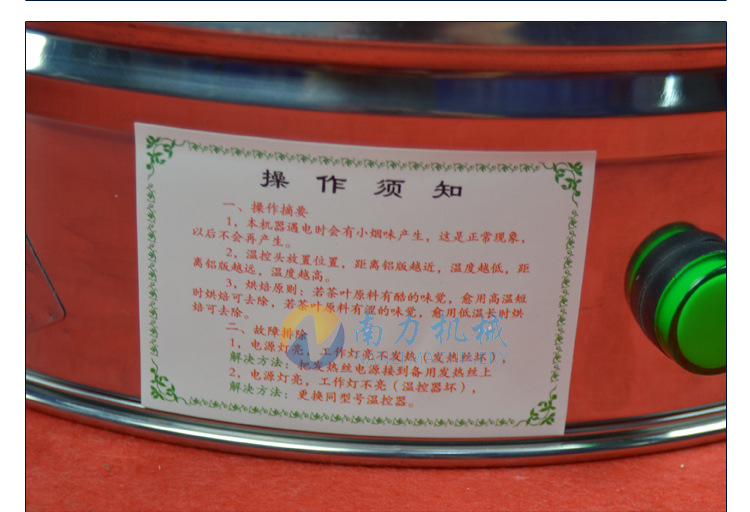 操作须知
一、操作摘要
1，本机器遇电时会有小烟味产生，这是正常现象，
以后不会再产生。
2，温控头放置位置，距离铝版越近，温度越低，距
离铝版越远，温度越高。
3，烘焙原则：若茶叶原料有酷的味觉，愈用高温短
时烘焙可去除，若茶叶原料有涩的味觉，愈用低温长时烘
焙可去除。
南力机械
二、故障排除
1，电源灯亮，工作灯亮不发热（发热丝坏），
解决方法：把发热丝电源接到备用发热丝上
2，电源灯亮，工作灯不亮（温控器坏），
解决方法：更换同型号温控器。